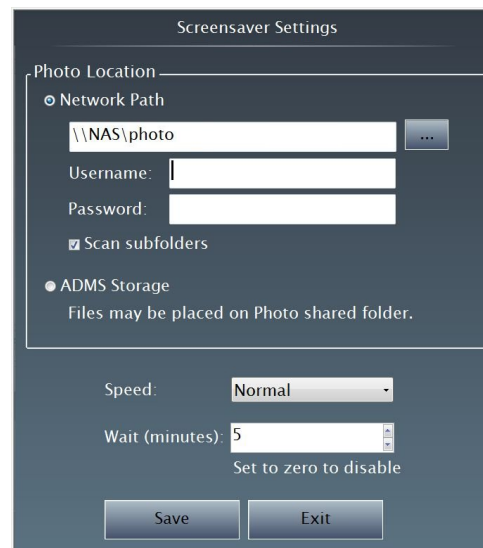 Screensaver Settings
Photo Location
Network Path
\\NAS\photo
...
Username:
Password:
Scan subfolders
ADMS Storage
Files may be placed on Photo shared folder.
Speed: Normal
Wait (minutes): 5
Set to zero to disable
Save Exit